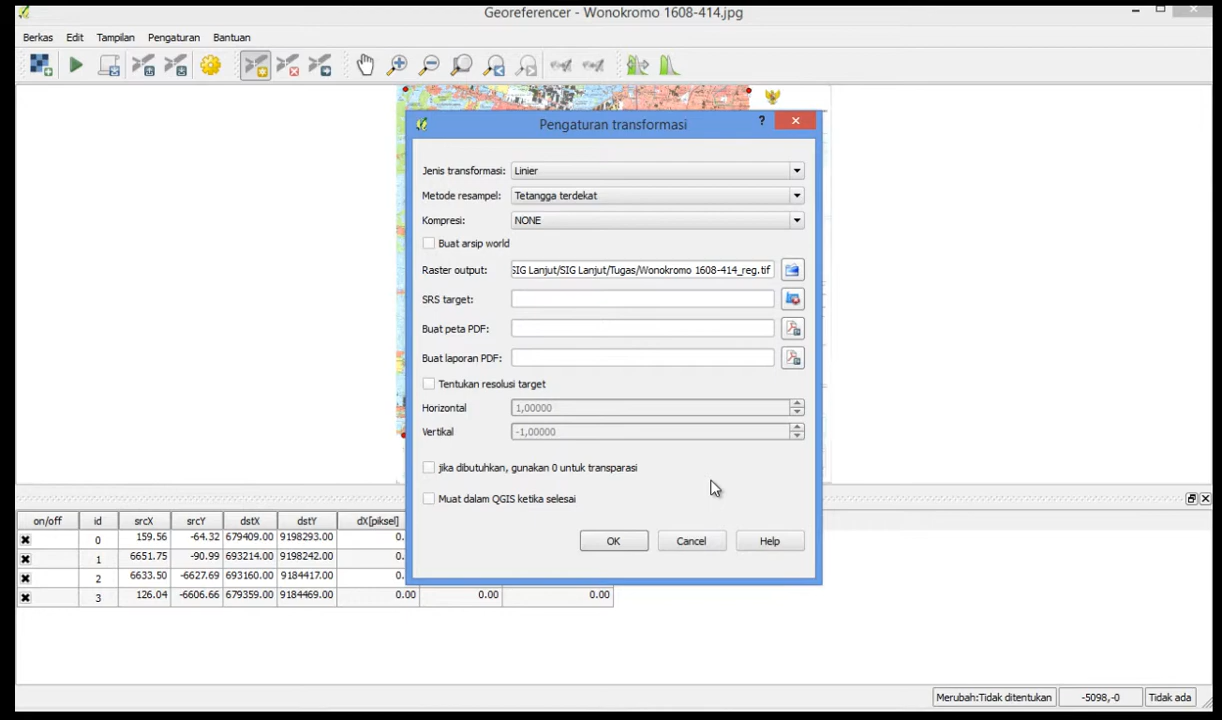 Georeferencer - Wonokromo 1608-414.jpg
Berkas Edit Tampilan Pengaturan Bantuan
Pengaturan transformasi
?
Jenis transformasi: Linier
Metode resampel: Tetangga terdekat
Kompresi: NONE
Buat arsip world
Raster output: SIG Lanjut/SIG Lanjut/Tugas/Wonokromo 1608-414_reg.tif
SRS target:
Buat peta PDF:
Buat laporan PDF:
Tentukan resolusi target
Horizontal 1,00000
Vertikal -1,00000
jika dibutuhkan, gunakan 0 untuk transparasi
Muat dalam QGIS ketika selesai
OK Cancel Help
on/off id srcX srcY dstX dstY dX[piksel]
0 159.56 -64.32 679409.00 9198293.00 0.
1 6651.75 -90.99 693214.00 9198242.00 0.
2 6633.50 -6627.69 693160.00 9184417.00 0.
3 126.04 -6606.66 679359.00 9184469.00 0.00 0.00 0.00
Merubah:Tidak ditentukan -5098,-0 Tidak ada